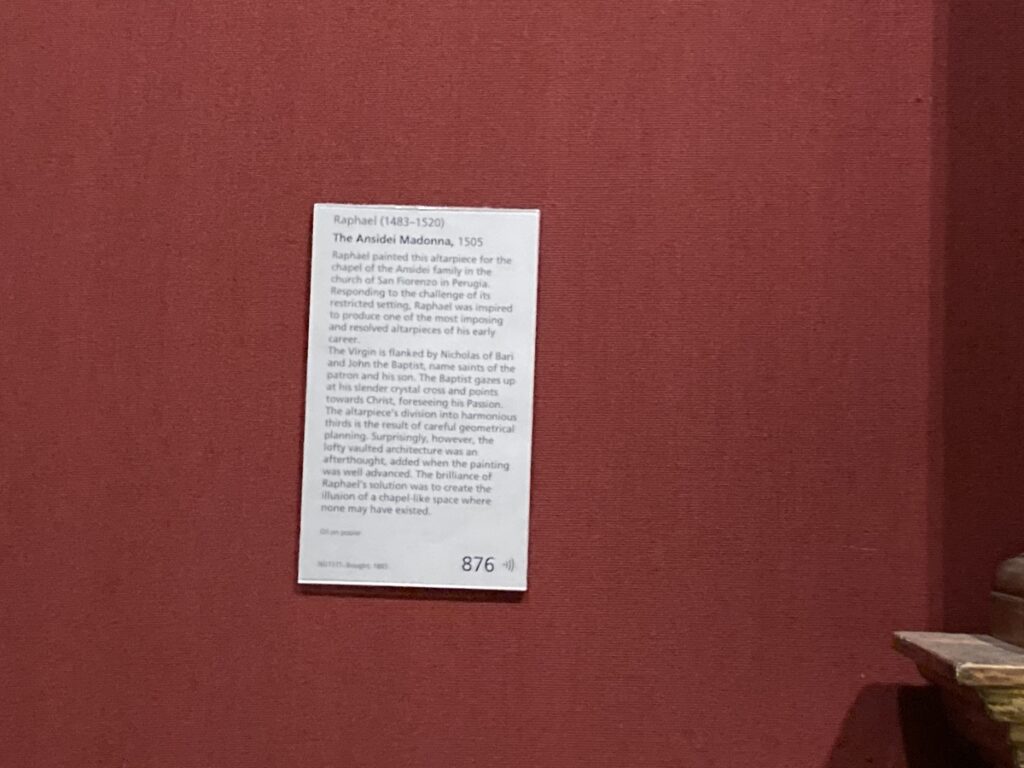 Raphael (1483–1520)
The Ansidei Madonna, 1505
Raphael painted this altarpiece for the
chapel of the Ansidei family in the
church of San Fiorenzo in Perugia.
Responding to the challenge of its
restricted setting, Raphael was inspired
to produce one of the most imposing
and resolved altarpieces of his early
career.
The Virgin is flanked by Nicholas of Bari
and John the Baptist, name saints of the
patron and his son. The Baptist gazes up
at his slender crystal cross and points
towards Christ, foreseeing his Passion.
The altarpiece's division into harmonious
thirds is the result of careful geometrical
planning. Surprisingly, however, the
lofty vaulted architecture was an
afterthought, added when the painting
was well advanced. The brilliance of
Raphael's solution was to create the
illusion of a chapel-like space where
none may have existed.
Oil on poplar
NG1171. Bought, 1885
876